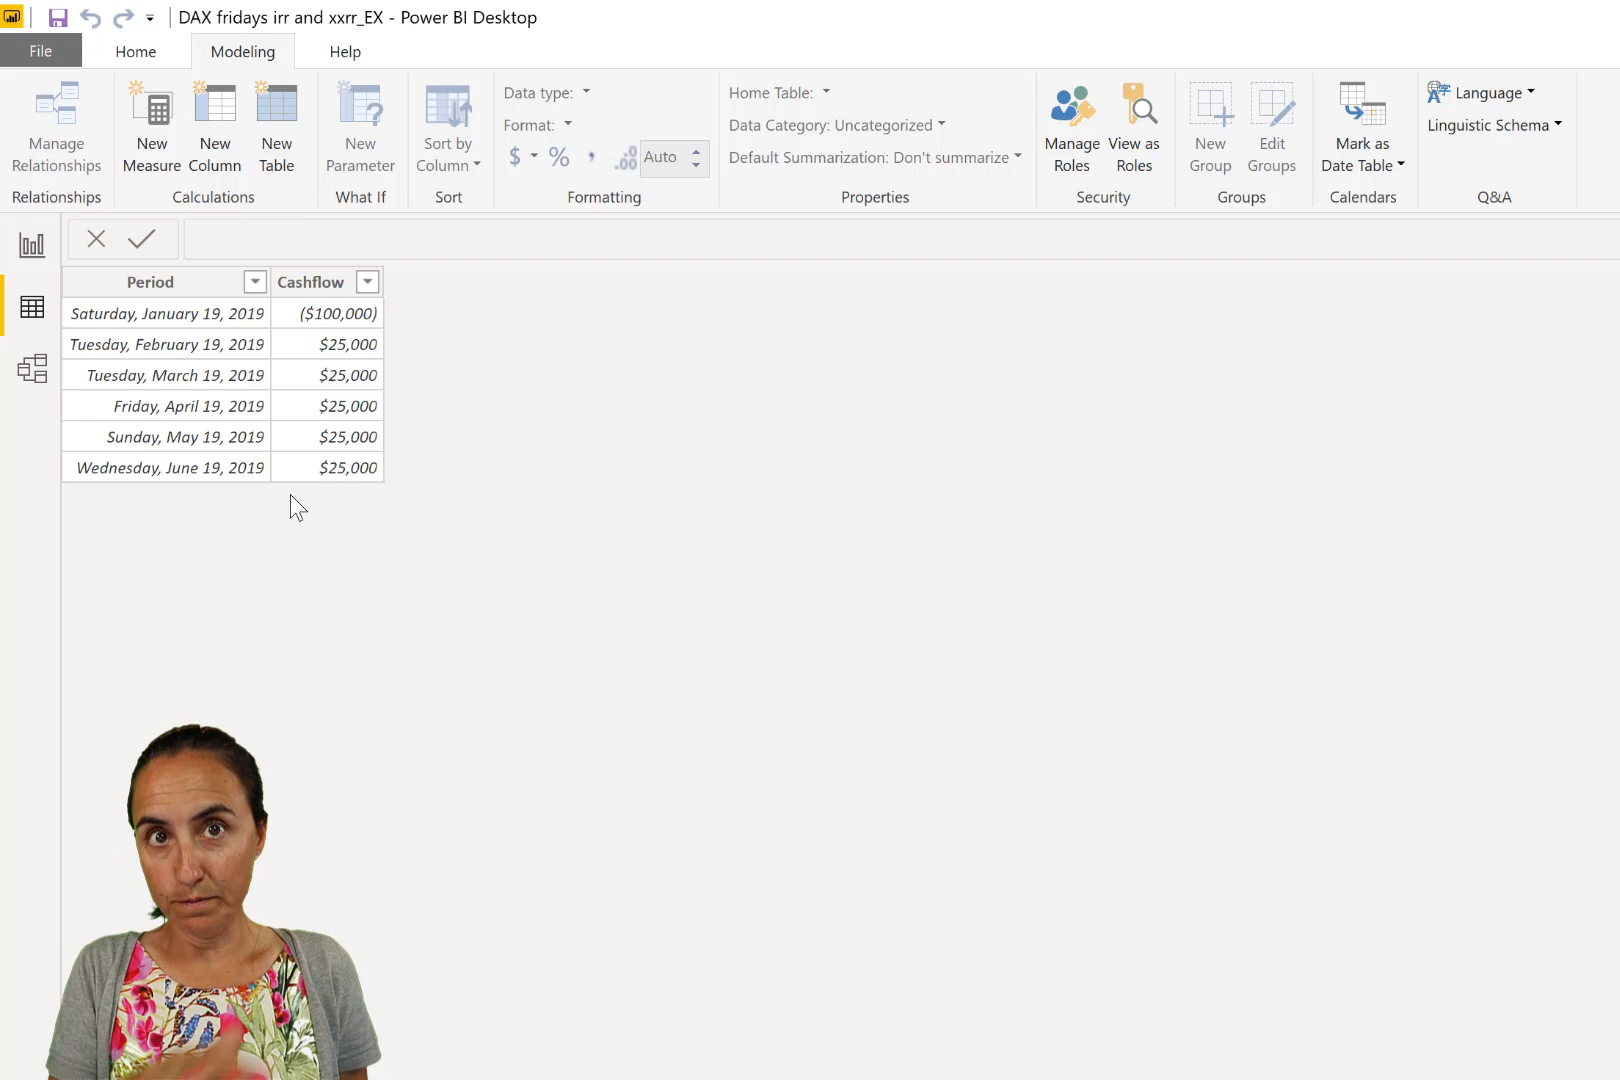 DAX fridays irr and xxrr_EX - Power BI Desktop
File Home Modeling Help
Manage Relationships
New Measure
New Column
New Table
New Parameter
Sort by Column
Data type:
Format:
$ % , .00 Auto
Home Table:
Data Category: Uncategorized
Default Summarization: Don't summarize
Manage Roles
View as Roles
New Group
Edit Groups
Mark as Date Table
Language
Linguistic Schema
Relationships Calculations What If Sort Formatting Properties Security Groups Calendars Q&A
Period Cashflow
Saturday, January 19, 2019 ($100,000)
Tuesday, February 19, 2019 $25,000
Tuesday, March 19, 2019 $25,000
Friday, April 19, 2019 $25,000
Sunday, May 19, 2019 $25,000
Wednesday, June 19, 2019 $25,000